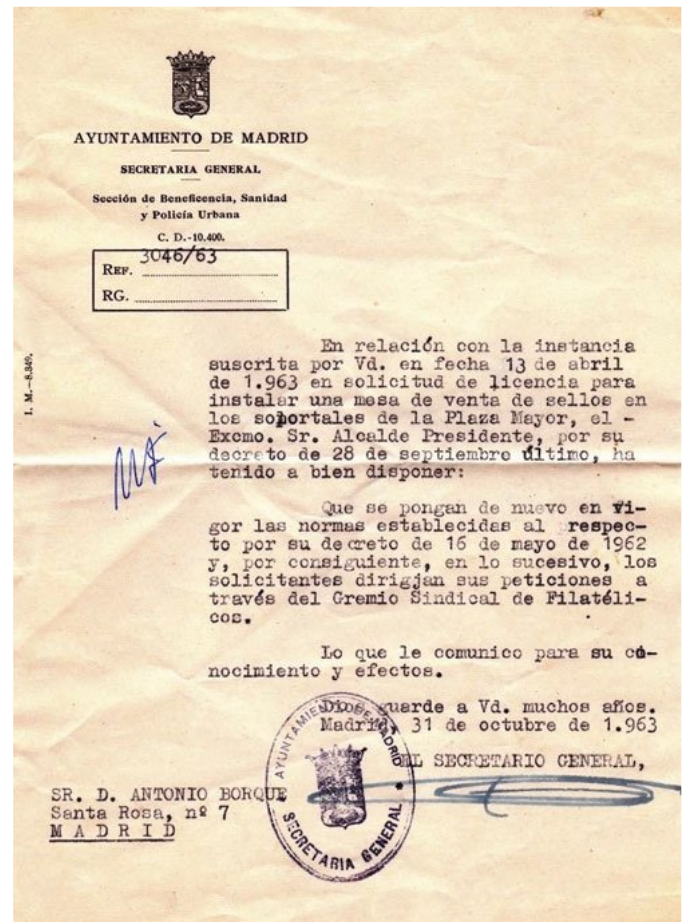 AYUNTAMIENTO DE MADRID
SECRETARIA GENERAL
Sección de Beneficencia, Sanidad
y Policía Urbana
C. D.-10.400.
REF. 3046/63
RG.
I. M.-8.349.
En relación con la instancia
suscrita por Vd. en fecha 13 de abril
de 1.963 en solicitud de licencia para
instalar una mesa de venta de sellos en
los soportales de la Plaza Mayor, el -
Excmo. Sr. Alcalde Presidente, por su
decreto de 28 de septiembre último, ha
tenido a bien disponer:
Que se pongan de nuevo en vi-
gor las normas establecidas al respec-
to por su decreto de 16 de mayo de 1962
y, por consiguiente, en lo sucesivo, los
solicitantes dirigjan sus peticiones a
través del Gremio Sindical de Filatéli-
cos.
Lo que le comunico para su co-
nocimiento y efectos.
Dios guarde a Vd. muchos años.
Madrid 31 de octubre de 1.963
EL SECRETARIO GENERAL,
AYUNTAMIENTO DE MADRID
SECRETARIA GENERAL
SR. D. ANTONIO BORQUE
Santa Rosa, nº 7
MADRID